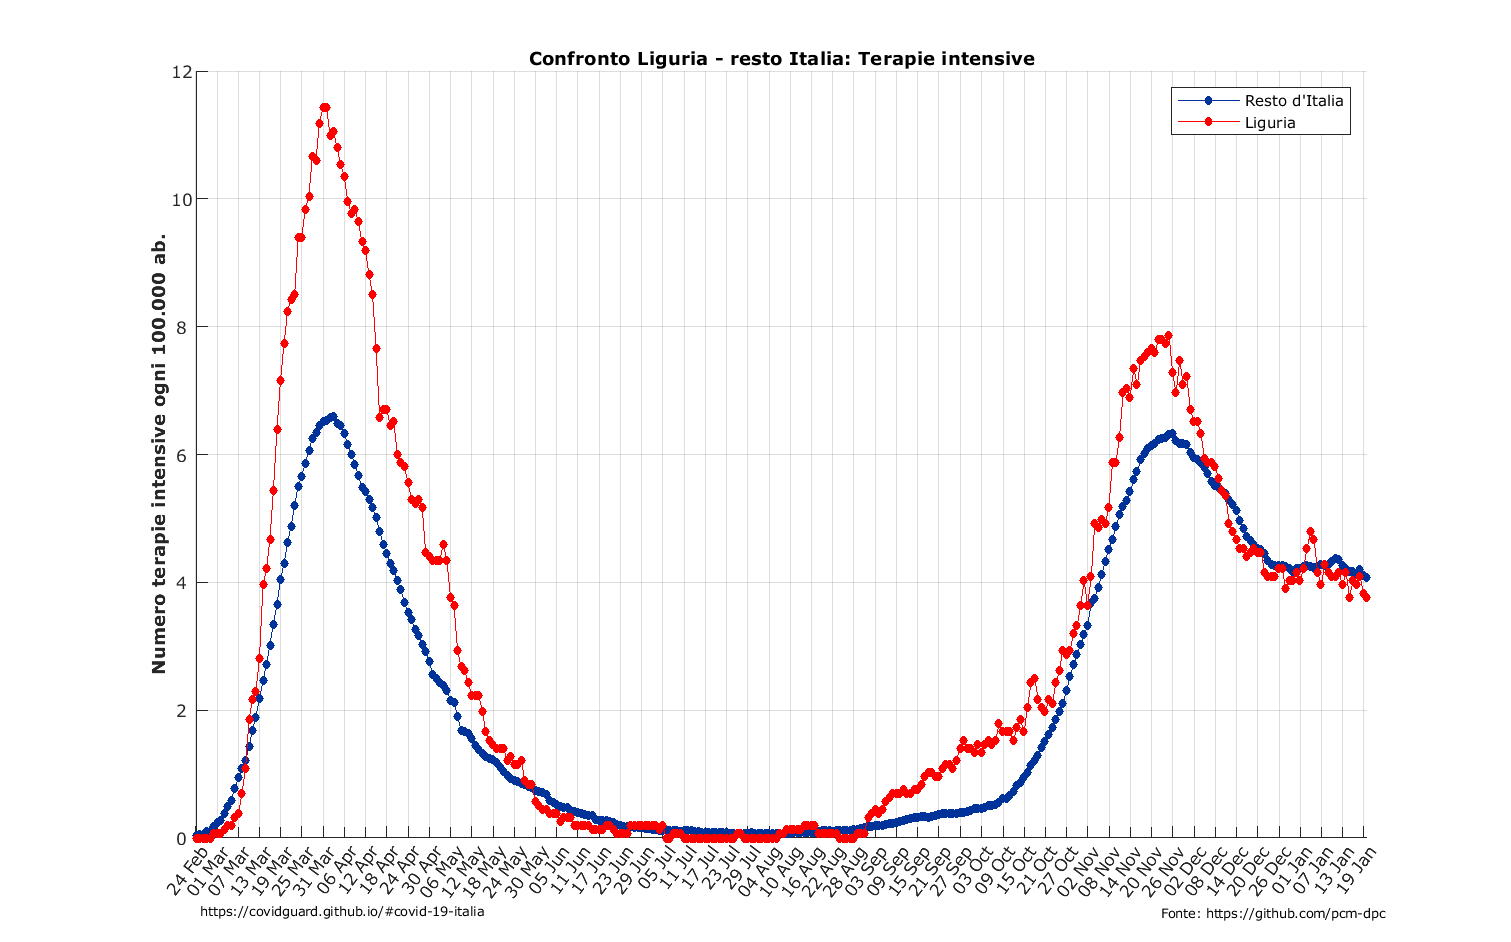 Confronto Liguria - resto Italia: Terapie intensive
Resto d'Italia
Liguria
Numero terapie intensive ogni 100.000 ab.
12
10
8
6
4
2
0
24 Feb
01 Mar
07 Mar
13 Mar
19 Mar
25 Mar
31 Mar
06 Apr
12 Apr
18 Apr
24 Apr
30 Apr
06 May
12 May
18 May
24 May
30 May
05 Jun
11 Jun
17 Jun
23 Jun
29 Jun
05 Jul
11 Jul
17 Jul
23 Jul
29 Jul
04 Aug
10 Aug
16 Aug
22 Aug
28 Aug
03 Sep
09 Sep
15 Sep
21 Sep
27 Sep
03 Oct
09 Oct
15 Oct
21 Oct
27 Oct
02 Nov
08 Nov
14 Nov
20 Nov
26 Nov
02 Dec
08 Dec
14 Dec
20 Dec
26 Dec
01 Jan
07 Jan
13 Jan
19 Jan
https://covidguard.github.io/#covid-19-italia
Fonte: https://github.com/pcm-dpc